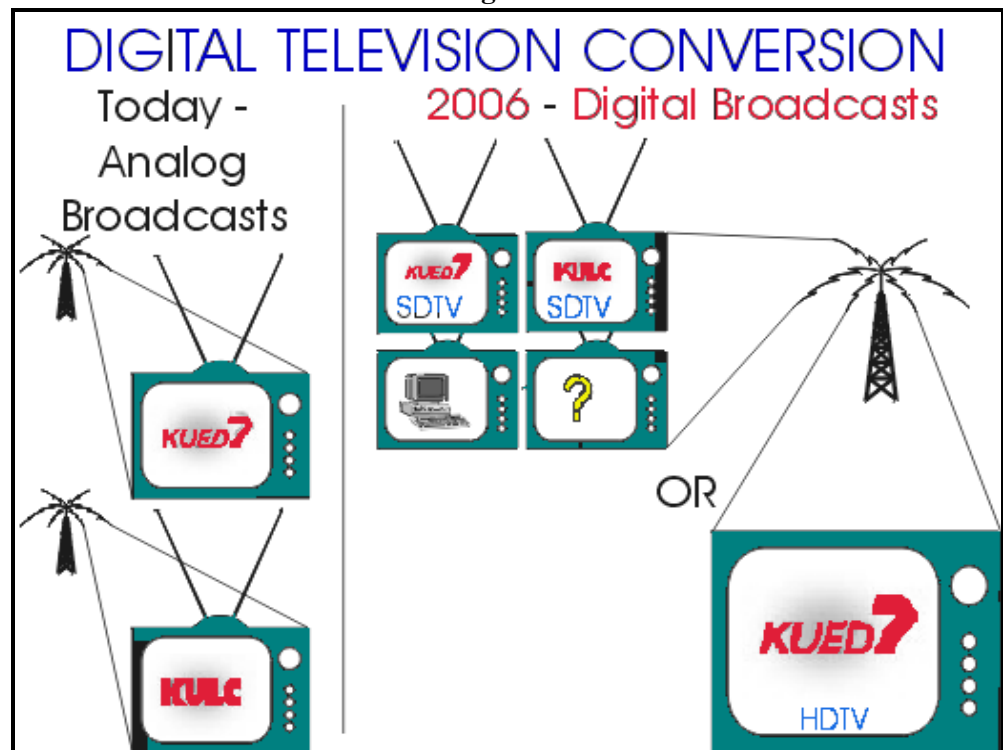 DIGITAL TELEVISION CONVERSION
Today -
Analog
Broadcasts
KUED7
KULC
2006 - Digital Broadcasts
KUED7
SDTV
KULC
SDTV
?
OR
KUED7
HDTV